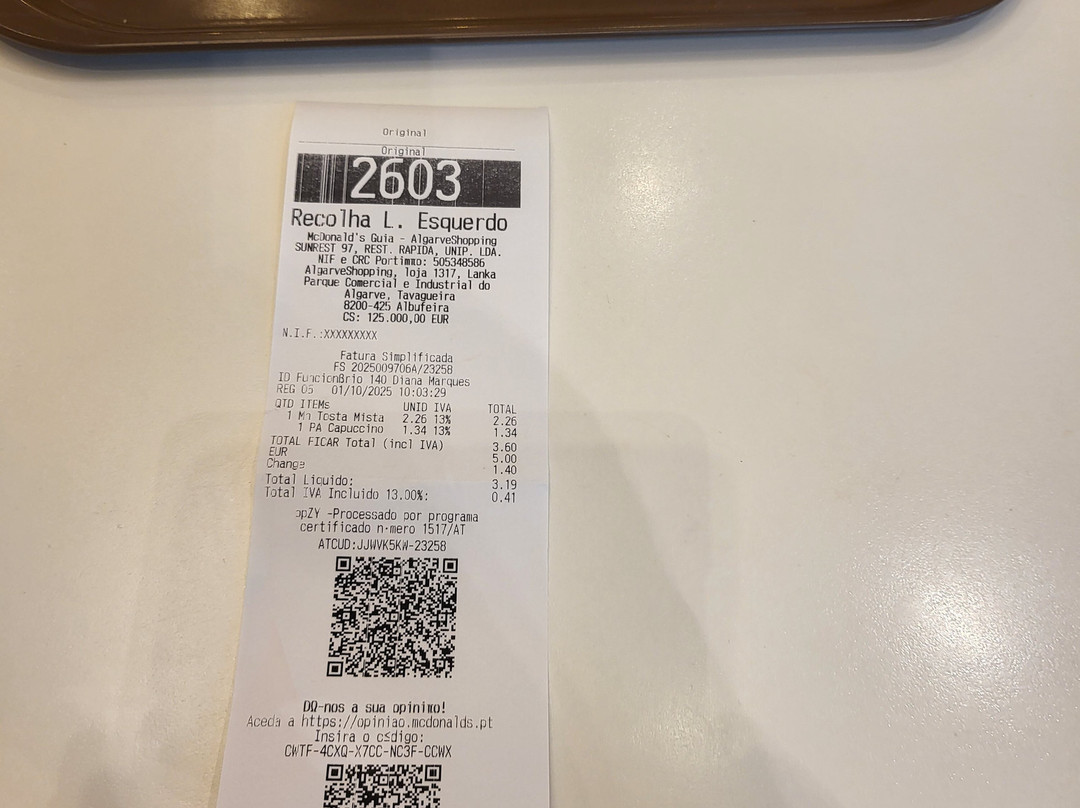 Original
Original
2603
Recolha L. Esquerdo
McDonald's Guia - AlgarveShopping
SUNREST 97, REST. RAPIDA, UNIP. LDA.
NIF e CRC Portimxo: 505348586
AlgarveShopping, loja 1317, Lanka
Parque Comercial e Industrial do
Algarve, Tavagueira
8200-425 Albufeira
CS: 125.000,00 EUR
N.I.F.:XXXXXXXXX
Fatura Simplificada
FS 2025009706A/23258
ID FuncionBrio 140 Diana Marques
REG 05 01/10/2025 10:03:29
QTD ITEMs UNID IVA TOTAL
1 Mn Tosta Mista 2.26 13% 2.26
1 PA Capuccino 1.34 13% 1.34
TOTAL FICAR Total (incl IVA) 3.60
EUR 5.00
Change 1.40
Total Liquido: 3.19
Total IVA Incluido 13.00%: 0.41
ppZY -Processado por programa
certificado n·mero 1517/AT
ATCUD:JJWVK5KW-23258
DΩ-nos a sua opinixo!
Aceda a https://opiniao.mcdonalds.pt
Insira o c≤digo:
CWTF-4CXQ-X7CC-NC3F-CCWX